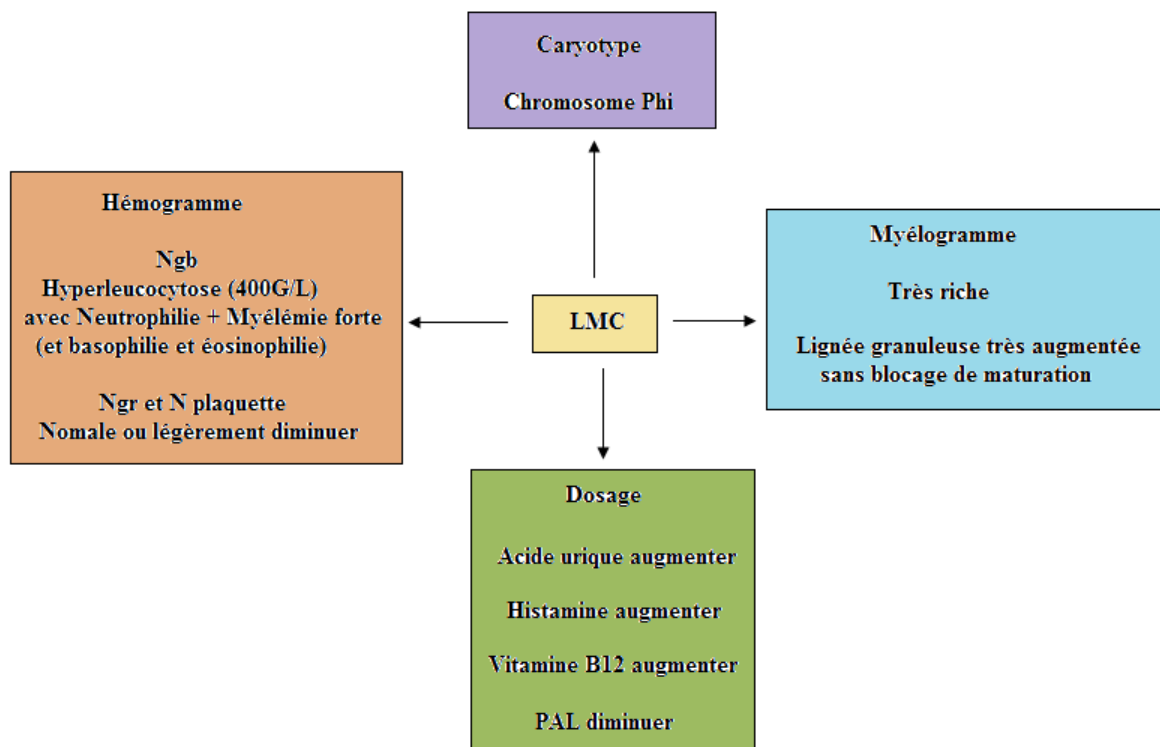 Caryotype
Chromosome Phi
Hémogramme
Ngb
Hyperleucocytose (400G/L)
avec Neutrophilie + Myélémie forte
(et basophilie et éosinophilie)
Ngr et N plaquette
Nomale ou légèrement diminuer
LMC
Myélogramme
Très riche
Lignée granuleuse très augmentée
sans blocage de maturation
Dosage
Acide urique augmenter
Histamine augmenter
Vitamine B12 augmenter
PAL diminuer